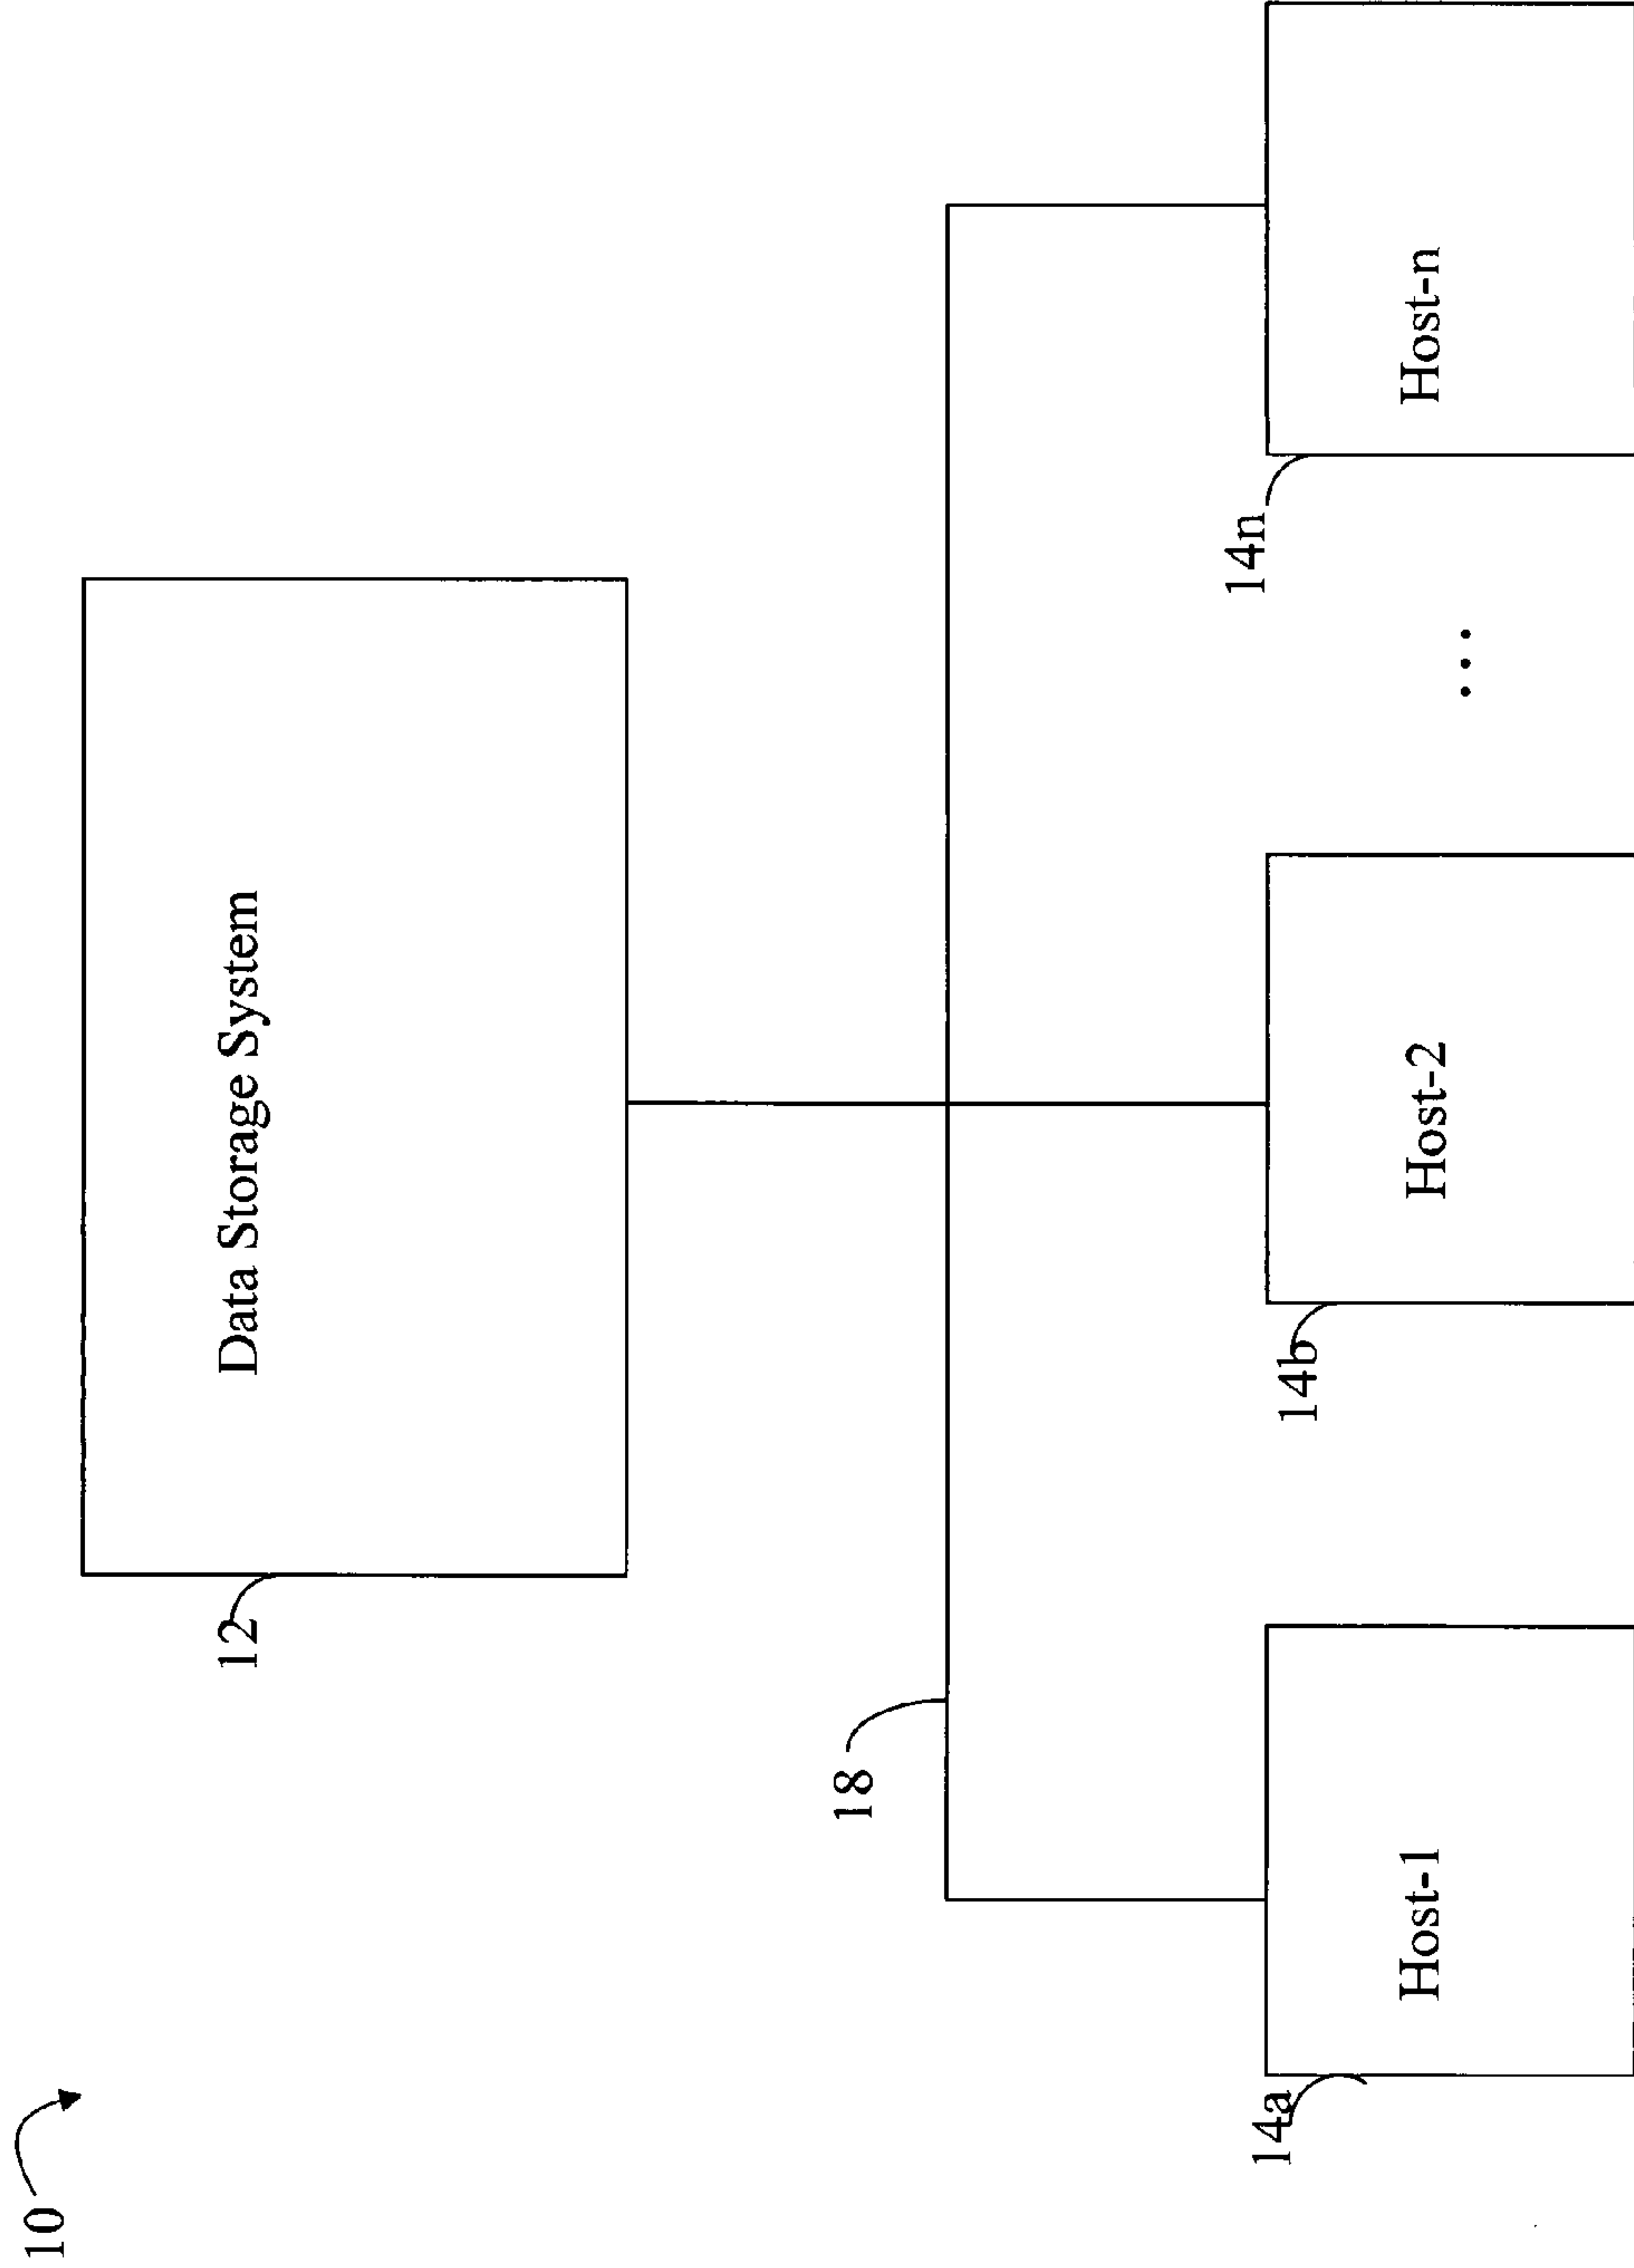 10
12
Data Storage System
18
14a
Host-1
14b
Host-2
...
14n
Host-n